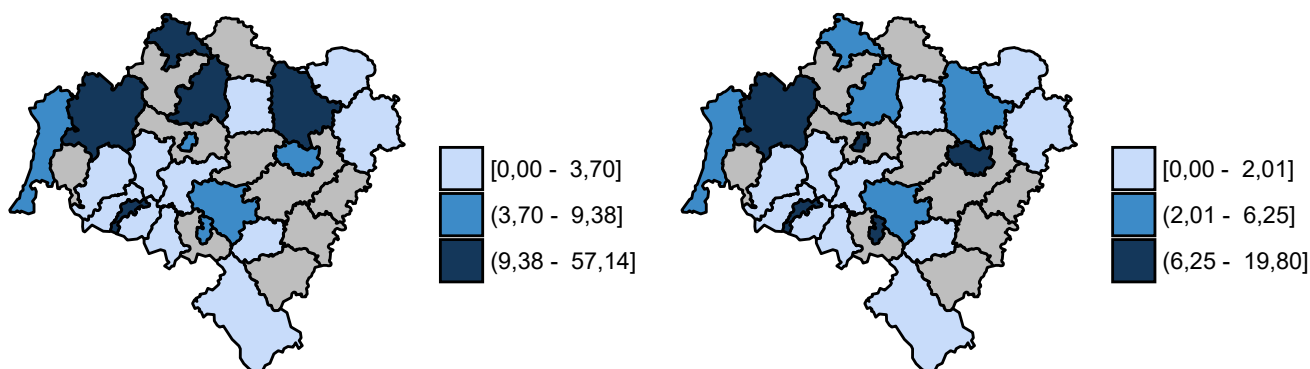 [0,00 -  3,70]
(3,70 -  9,38]
(9,38 -  57,14]
[0,00 -  2,01]
(2,01 -  6,25]
(6,25 -  19,80]